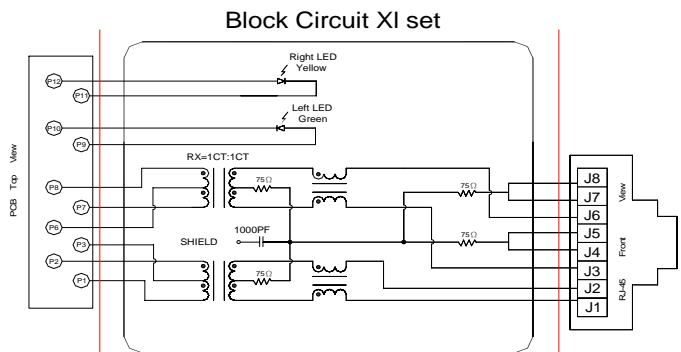 Block Circuit XI set
Right LED
Yellow
P12
P11
Left LED
Green
P10
P9
PCB Top View
RX=1CT:1CT
P8
75Ω
75Ω
J8
J7
J6
J5
J4
J3
J2
J1
RJ-45 Front View
P7
P6
1000PF
SHIELD
75Ω
P3
P2
75Ω
P1